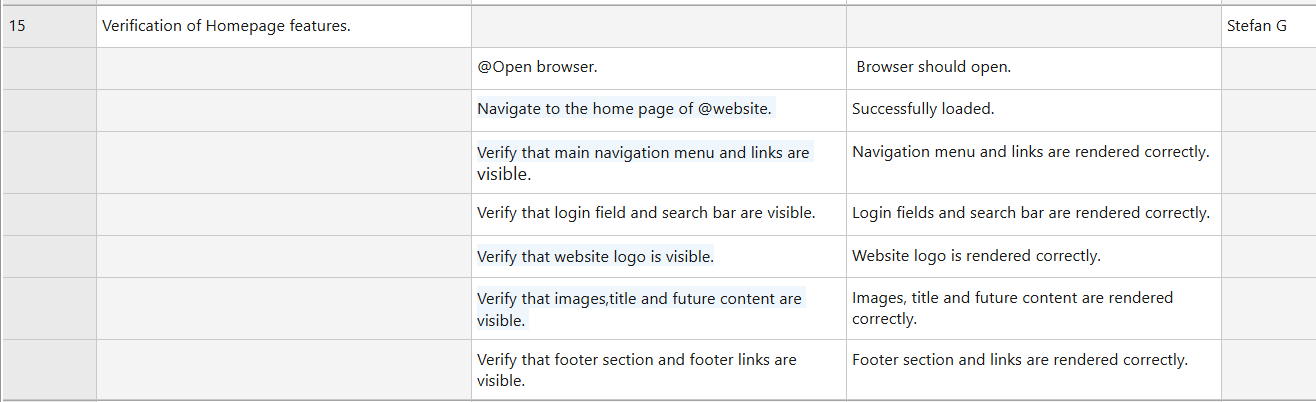 15 Verification of Homepage features. Stefan G
@Open browser. Browser should open.
Navigate to the home page of @website. Successfully loaded.
Verify that main navigation menu and links are
visible.
Navigation menu and links are rendered correctly.
Verify that login field and search bar are visible. Login fields and search bar are rendered correctly.
Verify that website logo is visible. Website logo is rendered correctly.
Verify that images,title and future content are
visible.
Images, title and future content are rendered
correctly.
Verify that footer section and footer links are
visible.
Footer section and links are rendered correctly.